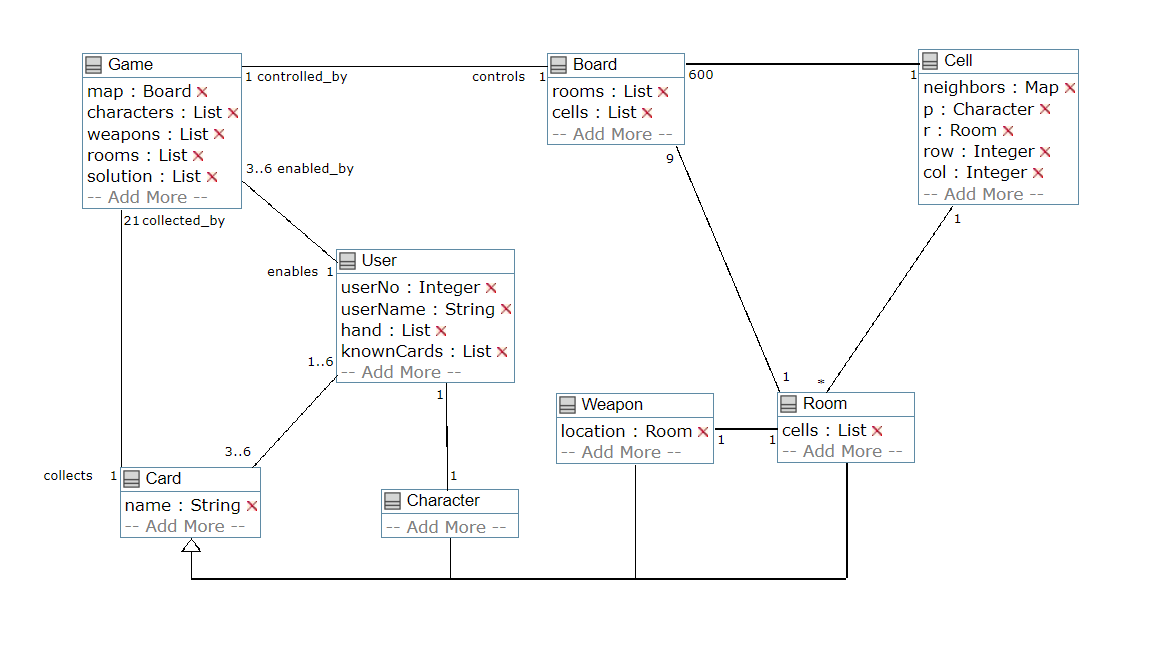 Game
map : Board
characters : List
weapons : List
rooms : List
solution : List
-- Add More --
1 controlled_by
controls 1
Board
rooms : List
cells : List
-- Add More --
600
1
Cell
neighbors : Map
p : Character
r : Room
row : Integer
col : Integer
-- Add More --
3..6 enabled_by
21 collected_by
9
1
enables 1
User
userNo : Integer
userName : String
hand : List
knownCards : List
-- Add More --
1..6
1
1
*
3..6
Weapon
location : Room
-- Add More --
1
1
Room
cells : List
-- Add More --
collects 1
Card
name : String
-- Add More --
1
Character
-- Add More --